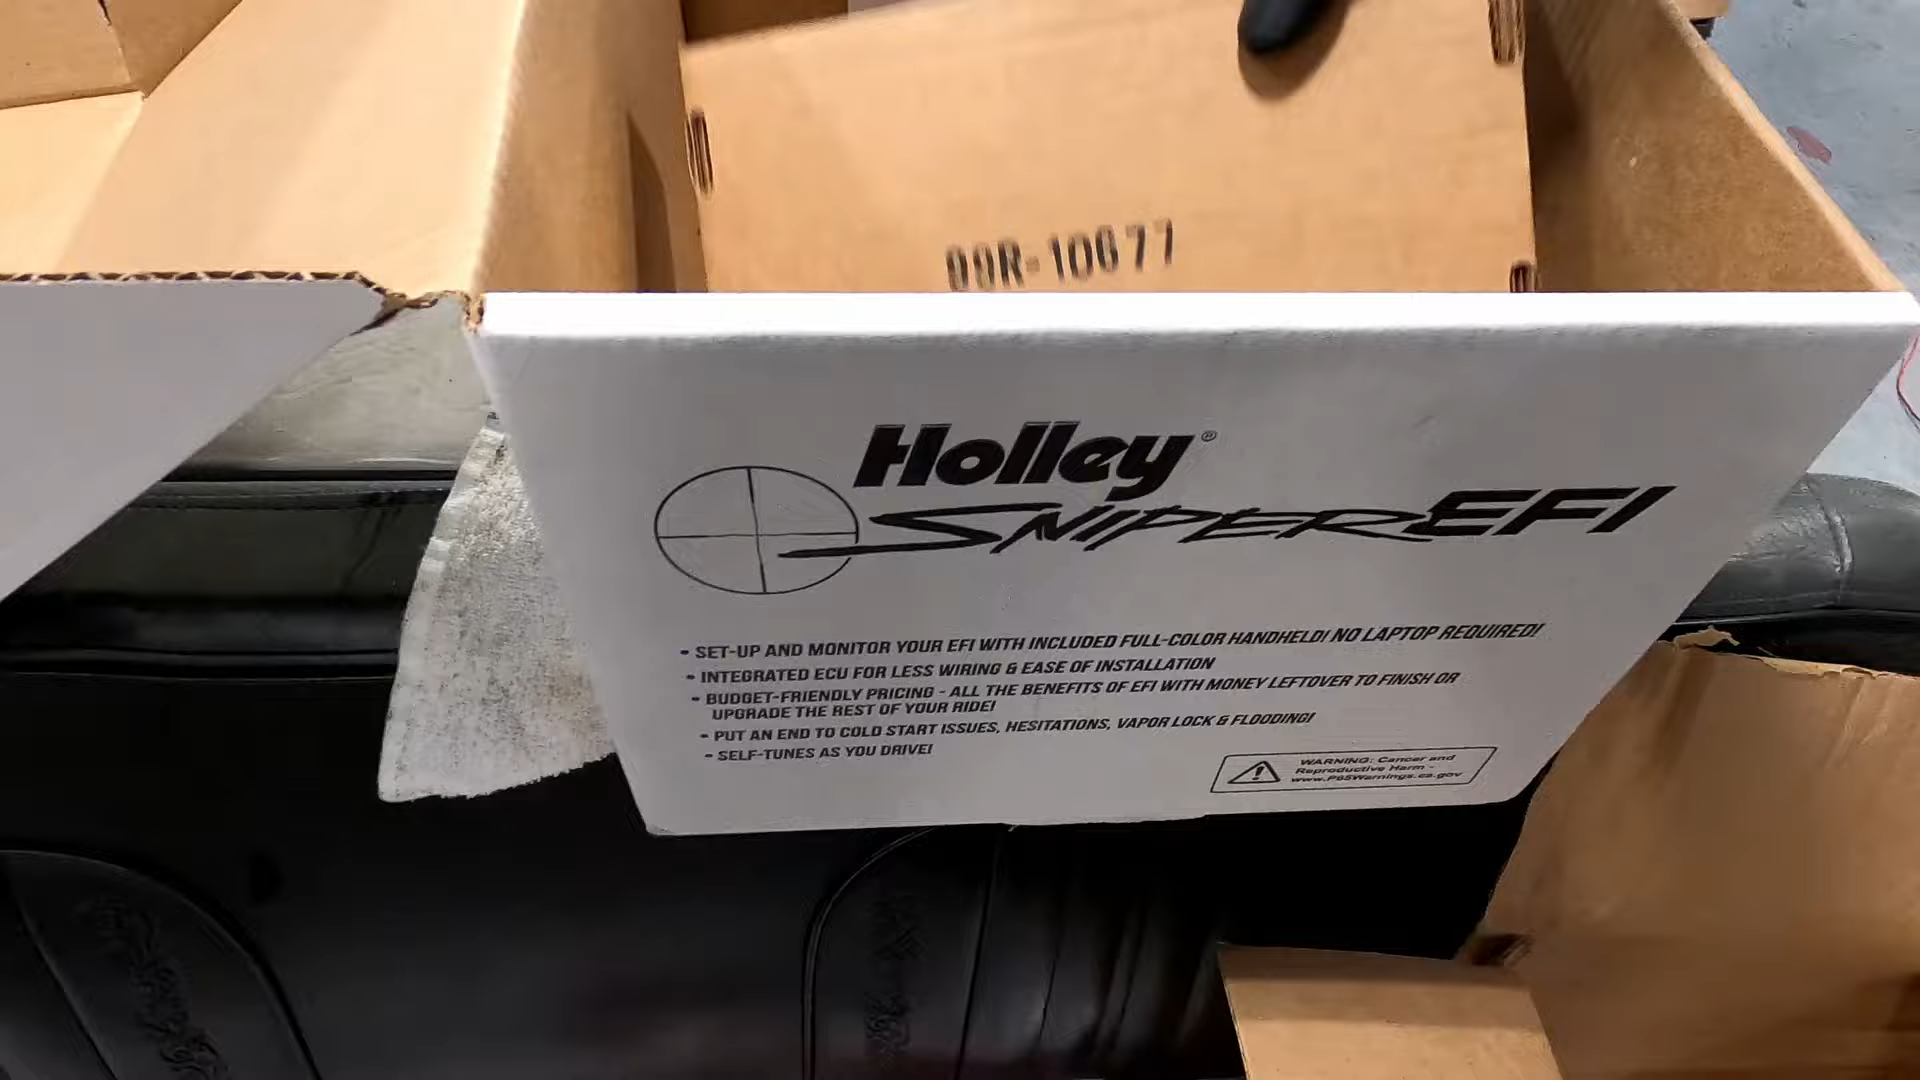 00R-10677
Holley®
SNIPER EFI
• SET-UP AND MONITOR YOUR EFI WITH INCLUDED FULL-COLOR HANDHELD! NO LAPTOP REQUIRED!
• INTEGRATED ECU FOR LESS WIRING & EASE OF INSTALLATION
• BUDGET-FRIENDLY PRICING - ALL THE BENEFITS OF EFI WITH MONEY LEFTOVER TO FINISH OR
UPGRADE THE REST OF YOUR RIDE!
• PUT AN END TO COLD START ISSUES, HESITATIONS, VAPOR LOCK & FLOODING!
• SELF-TUNES AS YOU DRIVE!
WARNING: Cancer and
Reproductive Harm -
www.P65Warnings.ca.gov